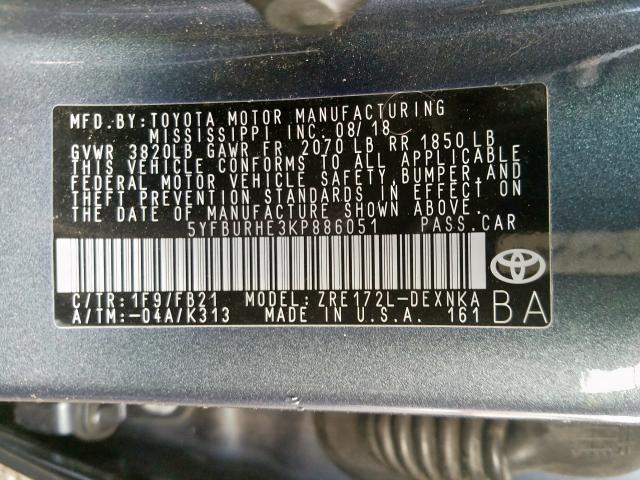 MFD. BY: TOYOTA MOTOR MANUFACTURING
MISSISSIPPI INC. 08/18
GVWR 3820LB GAWR FR 2070 LB RR 1850 LB
THIS VEHICLE CONFORMS TO ALL APPLICABLE
FEDERAL MOTOR VEHICLE SAFETY, BUMPER, AND
THEFT PREVENTION STANDARDS IN EFFECT ON
THE DATE OF MANUFACTURE SHOWN ABOVE.
5YFBURHE3KP886051 PASS. CAR
C/TR: 1F9/FB21 MODEL: ZRE172L-DEXNKA
A/TM: -04A/K313 MADE IN U.S.A. 161
BA